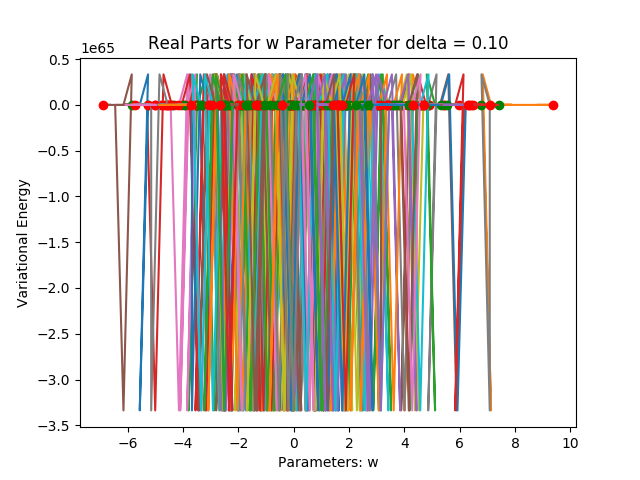 Real Parts for w Parameter for delta = 0.10
1e65
0.5
0.0
−0.5
−1.0
−1.5
−2.0
−2.5
−3.0
−3.5
Variational Energy
−6 −4 −2 0 2 4 6 8 10
Parameters: w